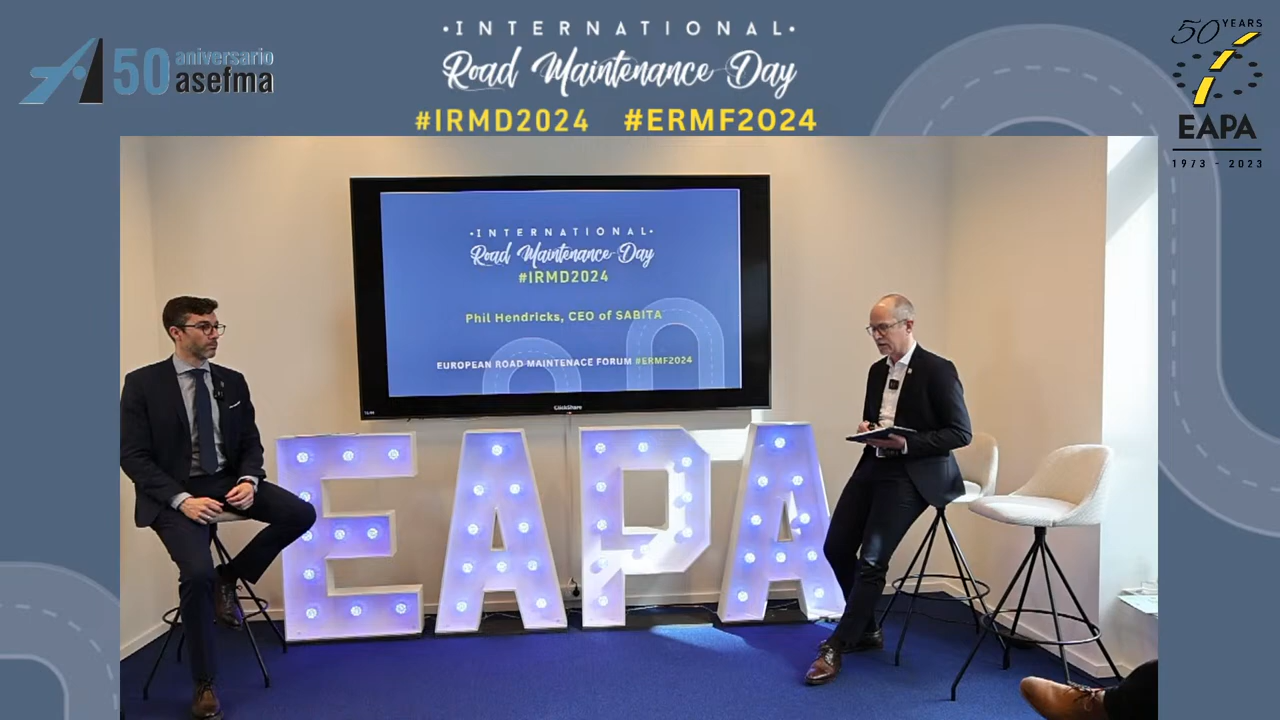 50 aniversario
asefma
·INTERNATIONAL·
Road Maintenance Day
#IRMD2024 #ERMF2024
50 YEARS
EAPA
1973 - 2023
·INTERNATIONAL·
Road Maintenance Day
#IRMD2024
Phil Hendricks, CEO of SABITA
EUROPEAN ROAD MAINTENACE FORUM #ERMF2024
ClickShare
EAPA